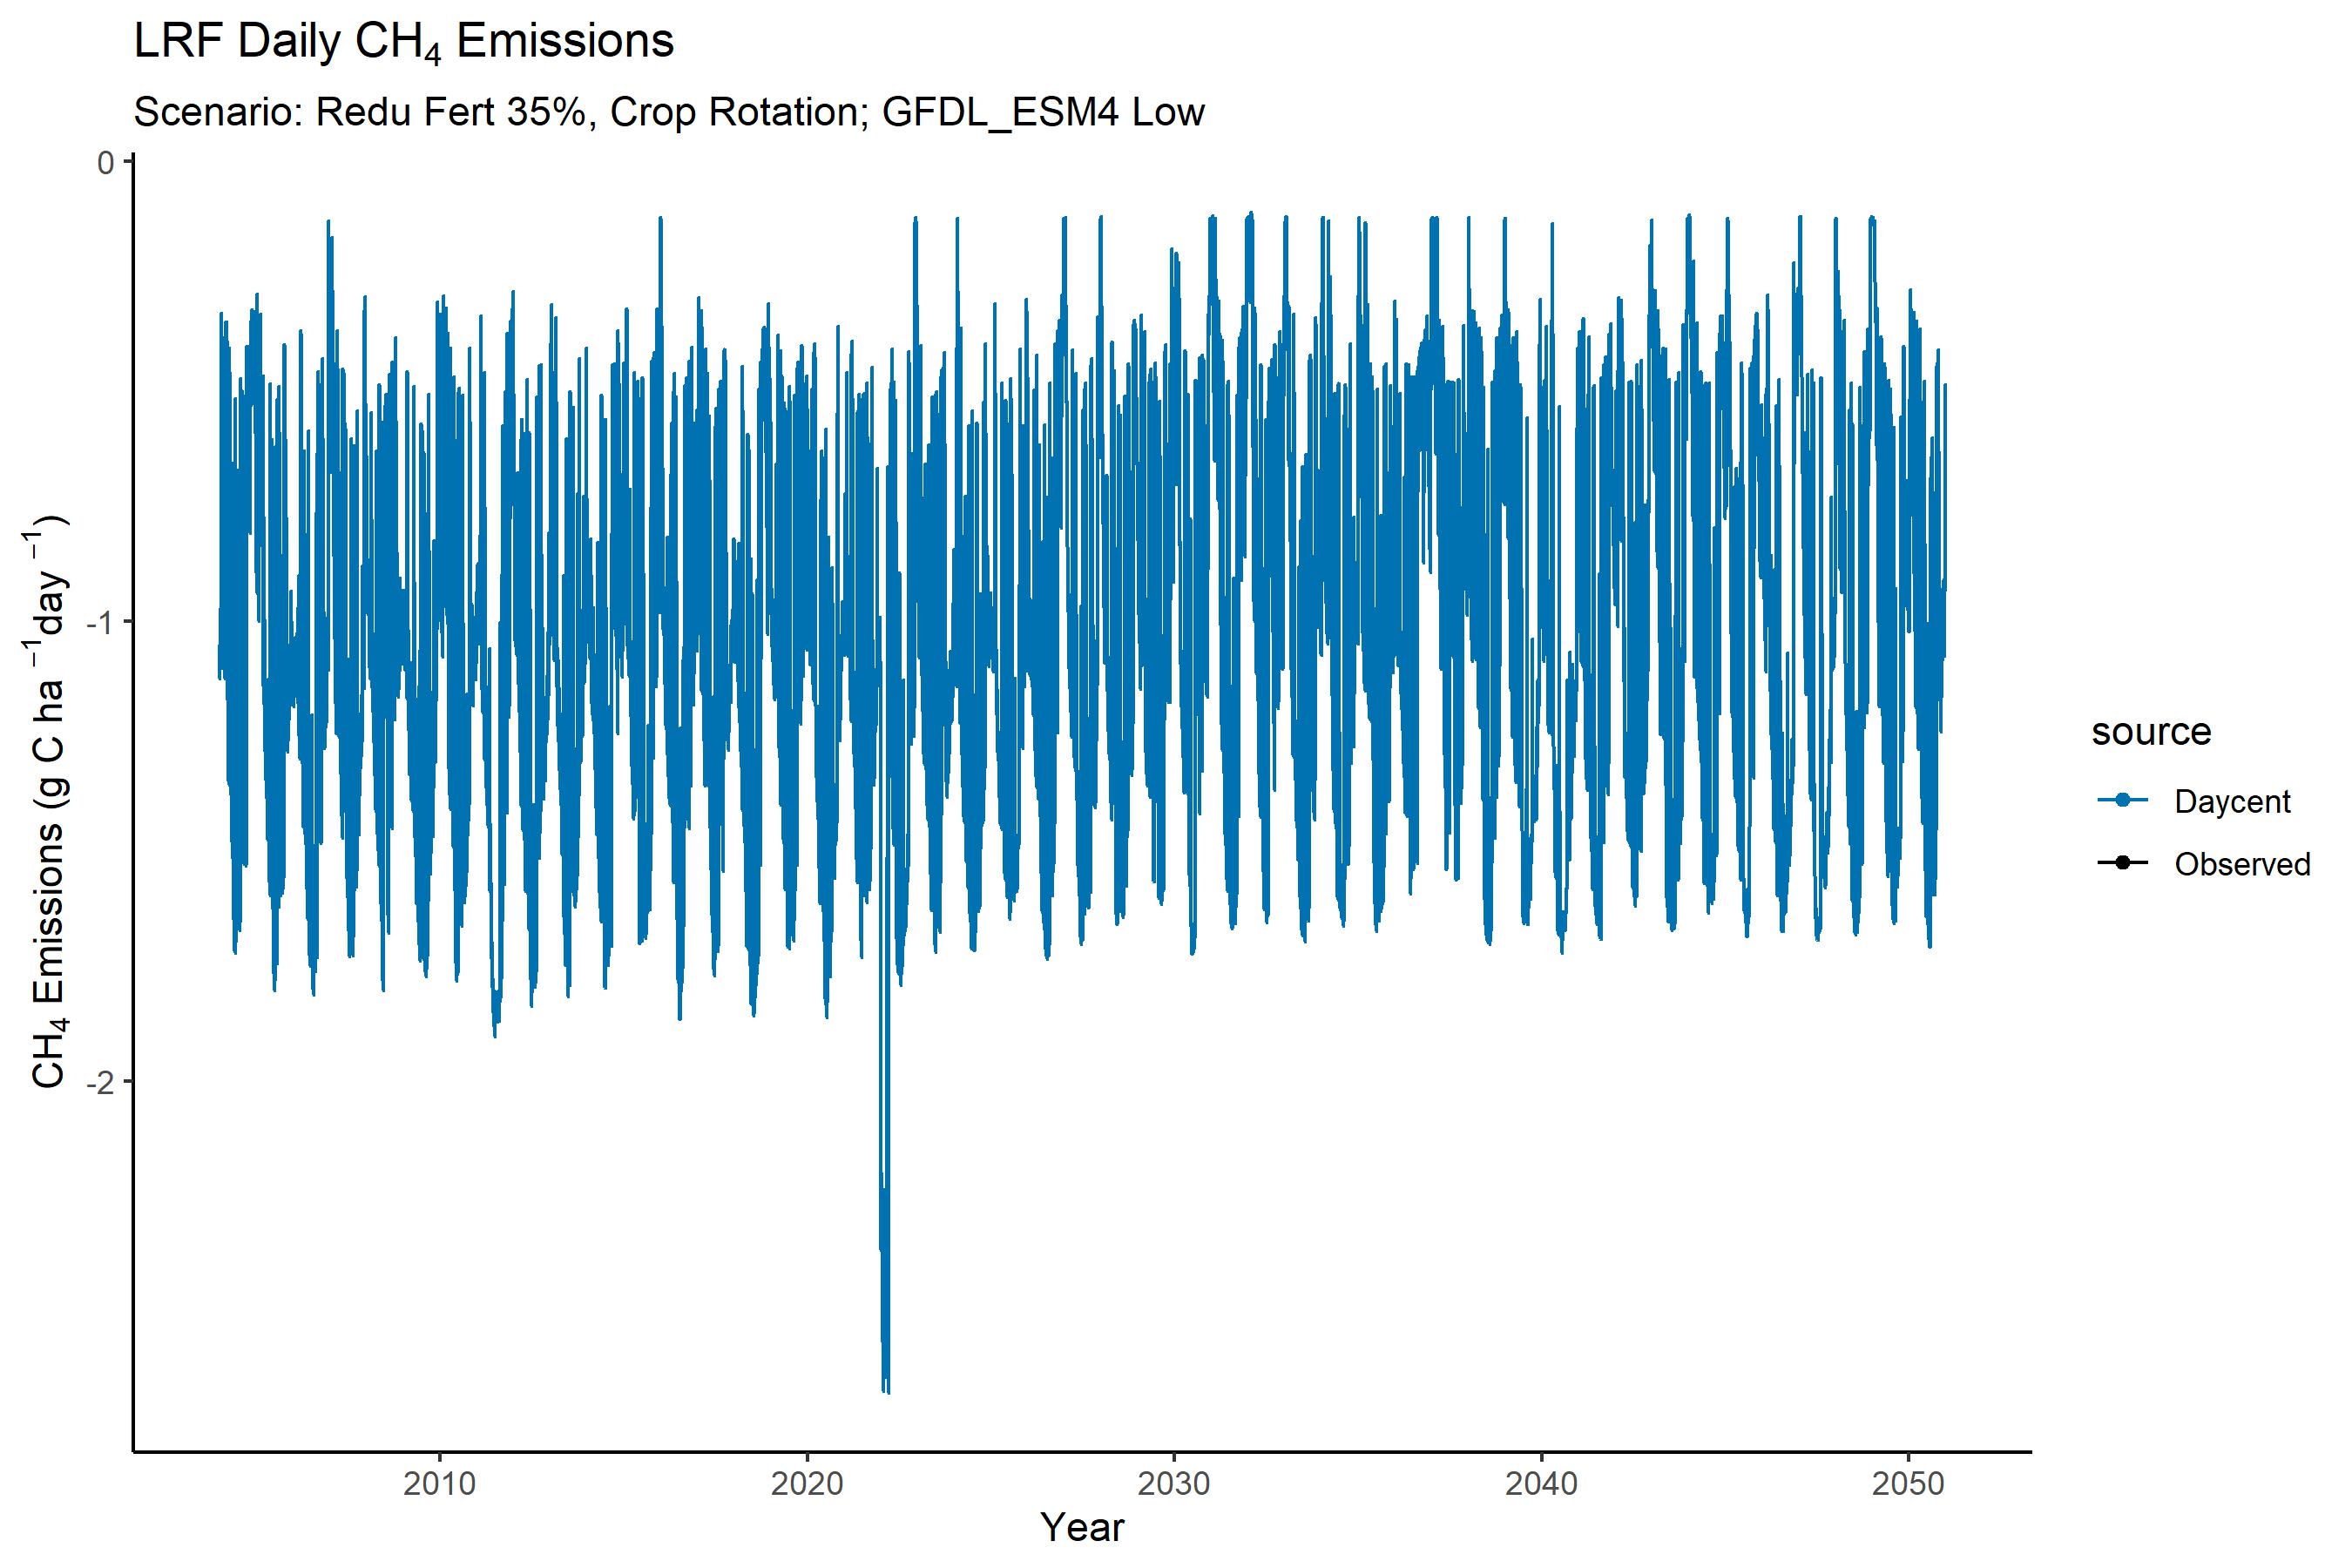 LRF Daily CH₄ Emissions
Scenario: Redu Fert 35%, Crop Rotation; GFDL_ESM4 Low
CH₄ Emissions (g C ha ⁻¹day ⁻¹)
0
-1
-2
2010 2020 2030 2040 2050
Year
source
Daycent
Observed